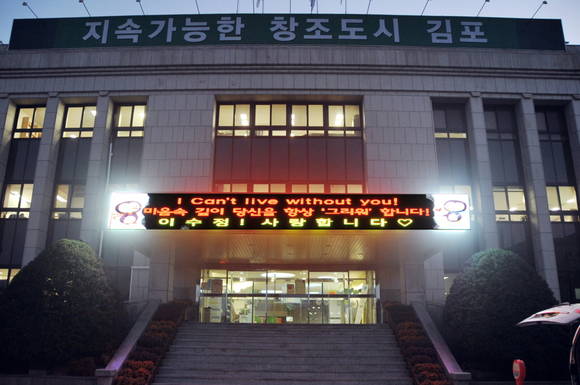 지속가능한 창조도시 김포
I Can't live without you!
마음속 깊이 당신을 항상 '그리워' 합니다!
이수정! 사랑합니다♡